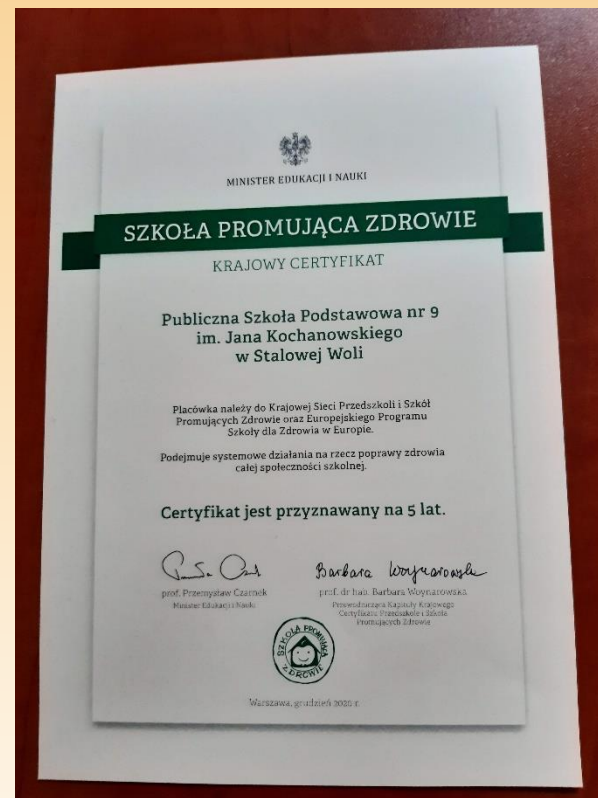 MINISTER EDUKACJI I NAUKI
SZKOŁA PROMUJĄCA ZDROWIE
KRAJOWY CERTYFIKAT
Publiczna Szkoła Podstawowa nr 9
im. Jana Kochanowskiego
w Stalowej Woli
Placówka należy do Krajowej Sieci Przedszkoli i Szkół
Promujących Zdrowie oraz Europejskiego Programu
Szkoły dla Zdrowia w Europie.
Podejmuje systemowe działania na rzecz poprawy zdrowia
całej społeczności szkolnej.
Certyfikat jest przyznawany na 5 lat.
Barbara Woynarowska
prof. Przemysław Czarnek
Minister Edukacji i Nauki
prof. dr hab. Barbara Woynarowska
Przewodnicząca Kapituły Krajowego
Certyfikatu Przedszkole i Szkoła
Promujących Zdrowie
SZKOŁA PROMUJĄCA
ZDROWIE
Warszawa, grudzień 2020 r.